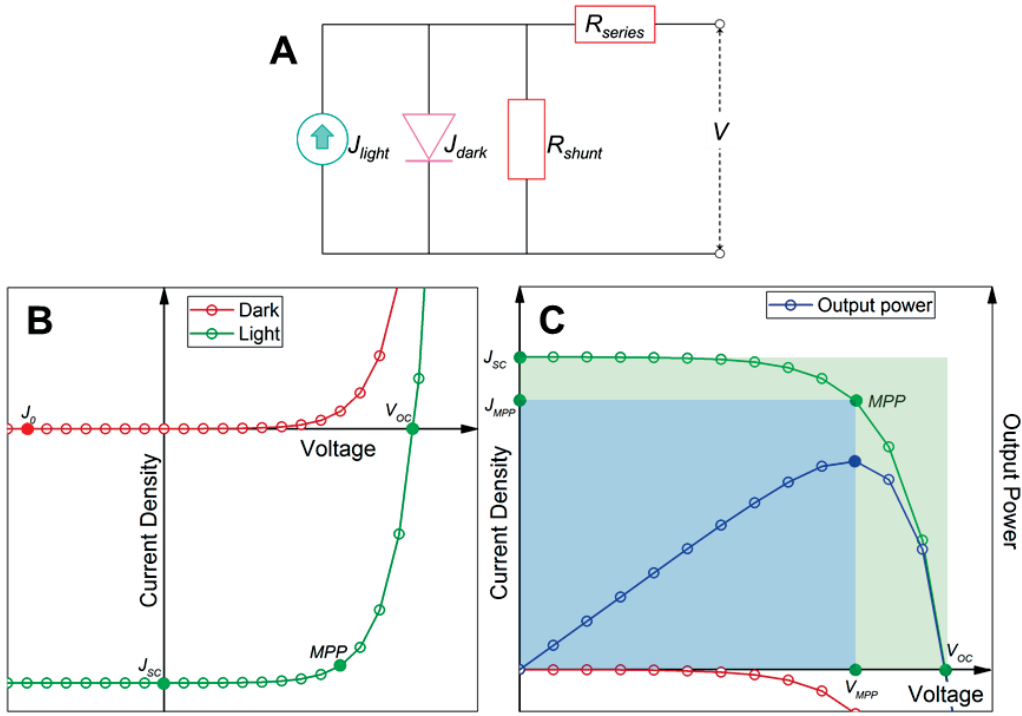 A
R_series
J_light
J_dark
R_shunt
V
B
Dark
Light
J_0
V_OC
Voltage
Current Density
MPP
J_SC
C
Output power
J_SC
J_MPP
MPP
Current Density
Output Power
V_OC
V_MPP
Voltage